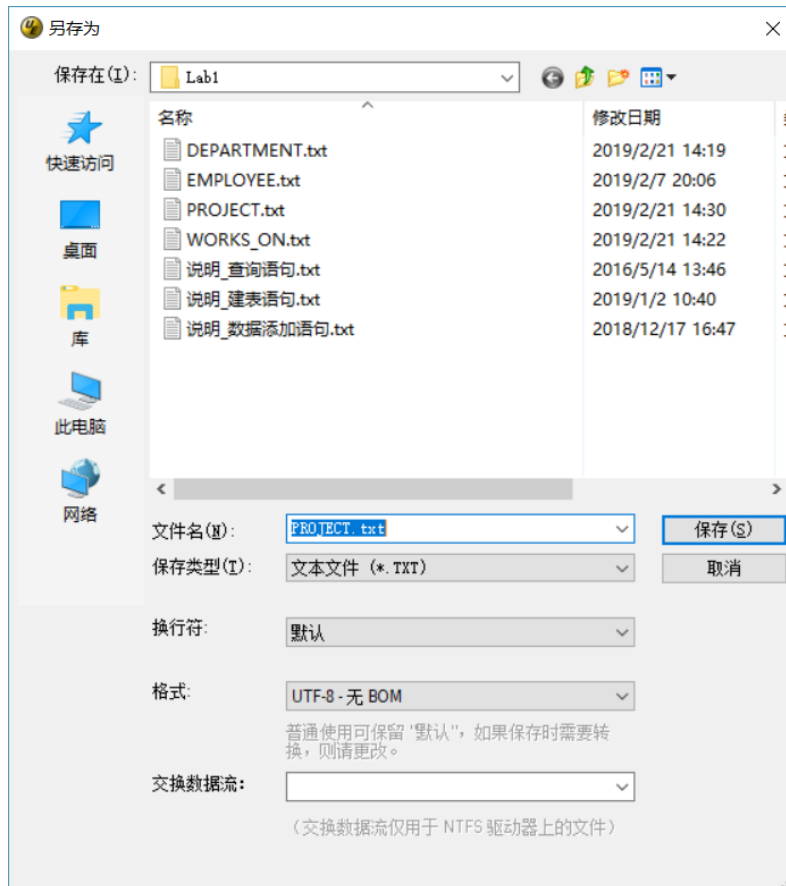 另存为
保存在(I): Lab1
名称 修改日期
DEPARTMENT.txt 2019/2/21 14:19
EMPLOYEE.txt 2019/2/7 20:06
PROJECT.txt 2019/2/21 14:30
WORKS_ON.txt 2019/2/21 14:22
说明_查询语句.txt 2016/5/14 13:46
说明_建表语句.txt 2019/1/2 10:40
说明_数据添加语句.txt 2018/12/17 16:47
快速访问
桌面
库
此电脑
网络
文件名(N): PROJECT.txt 保存(S)
保存类型(T): 文本文件 (*.TXT) 取消
换行符: 默认
格式: UTF-8 - 无 BOM
普通使用可保留 "默认", 如果保存时需要转
换，则请更改。
交换数据流:
（交换数据流仅用于 NTFS 驱动器上的文件）